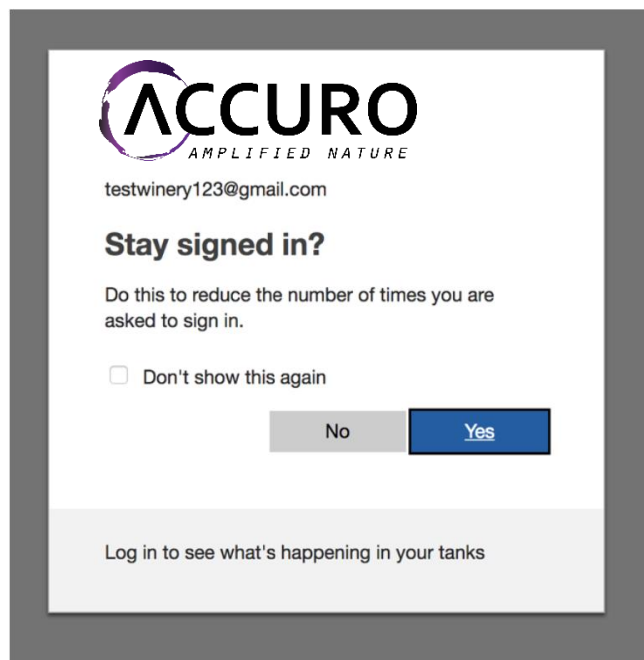 ACCURO
AMPLIFIED NATURE
testwinery123@gmail.com
Stay signed in?
Do this to reduce the number of times you are
asked to sign in.
Don't show this again
No
Yes
Log in to see what's happening in your tanks